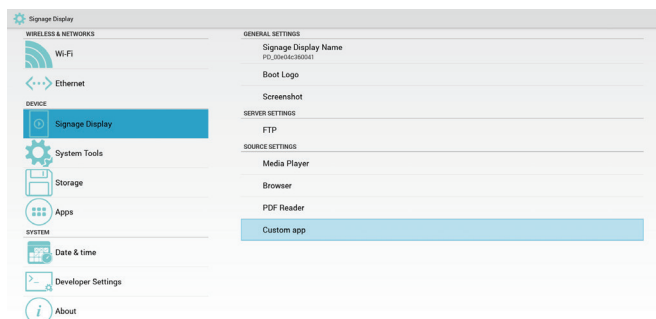 Signage Display
WIRELESS & NETWORKS
Wi-Fi
Ethernet
DEVICE
Signage Display
System Tools
Storage
Apps
SYSTEM
Date & time
Developer Settings
About
GENERAL SETTINGS
Signage Display Name
PD_00e04c360041
Boot Logo
Screenshot
SERVER SETTINGS
FTP
SOURCE SETTINGS
Media Player
Browser
PDF Reader
Custom app